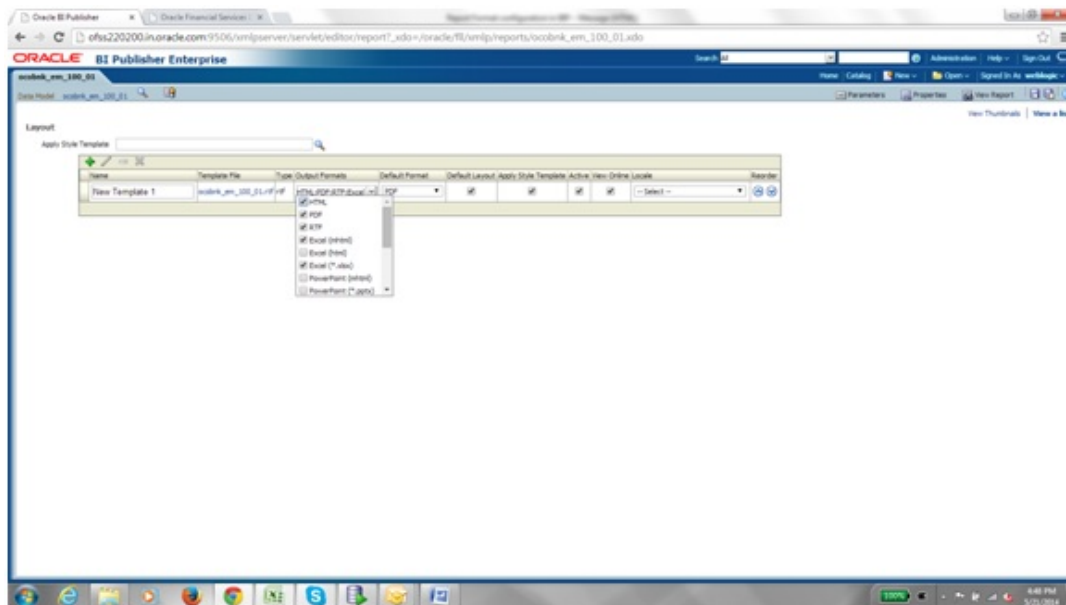 Oracle BI Publisher
Oracle Financial Services
ofss220200.in.oracle.com:9506/xmlpserver/servlet/editor/report?_xdo=/oracle/fll/xmlp/reports/ocobnk_em_100_01.xdo
ORACLE BI Publisher Enterprise
Search All
Administration Help Sign Out
ocobnk_em_100_01
Home Catalog New Open Signed In As weblogic
Data Model ocobnk_em_100_01
Parameters Properties View Report
View Thumbnails View a li
Layout
Apply Style Template
Name Template File Type Output Formats Default Format Default Layout Apply Style Template Active View Online Locale Reorder
New Template 1 ocobnk_em_100_01.rtf rtf HTML;PDF;RTF;Excel PDF -- Select --
HTML
PDF
RTF
Excel (mhtml)
Excel (html)
Excel (*.xlsx)
PowerPoint (mhtml)
PowerPoint (*.pptx)
100%
4:48 PM
5/21/2014